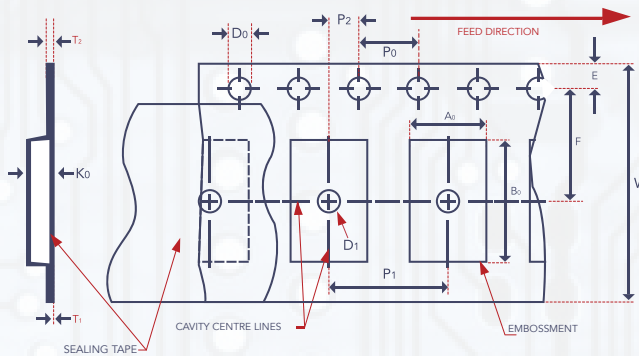 P2
D0
FEED DIRECTION
T2
P0
E
A0
F
K0
B0
W
D1
P1
T1
CAVITY CENTRE LINES
EMBOSSMENT
SEALING TAPE